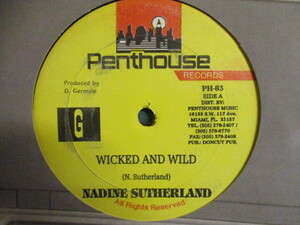 Penthouse
RECORDS
Produced by
D. Germain
PH-83
SIDE A
DIST. BY:
PENTHOUSE MUSIC
19155 S.W. 117 Ave.
MIAMI, FL. 33157
TEL. (305) 378-2407 /
(305) 378-6770
FAX: (305) 378-2408
PUB.: DONCUT PUB.
G
WICKED AND WILD
(N. Sutherland)
NADINE SUTHERLAND
All Rights Reserved